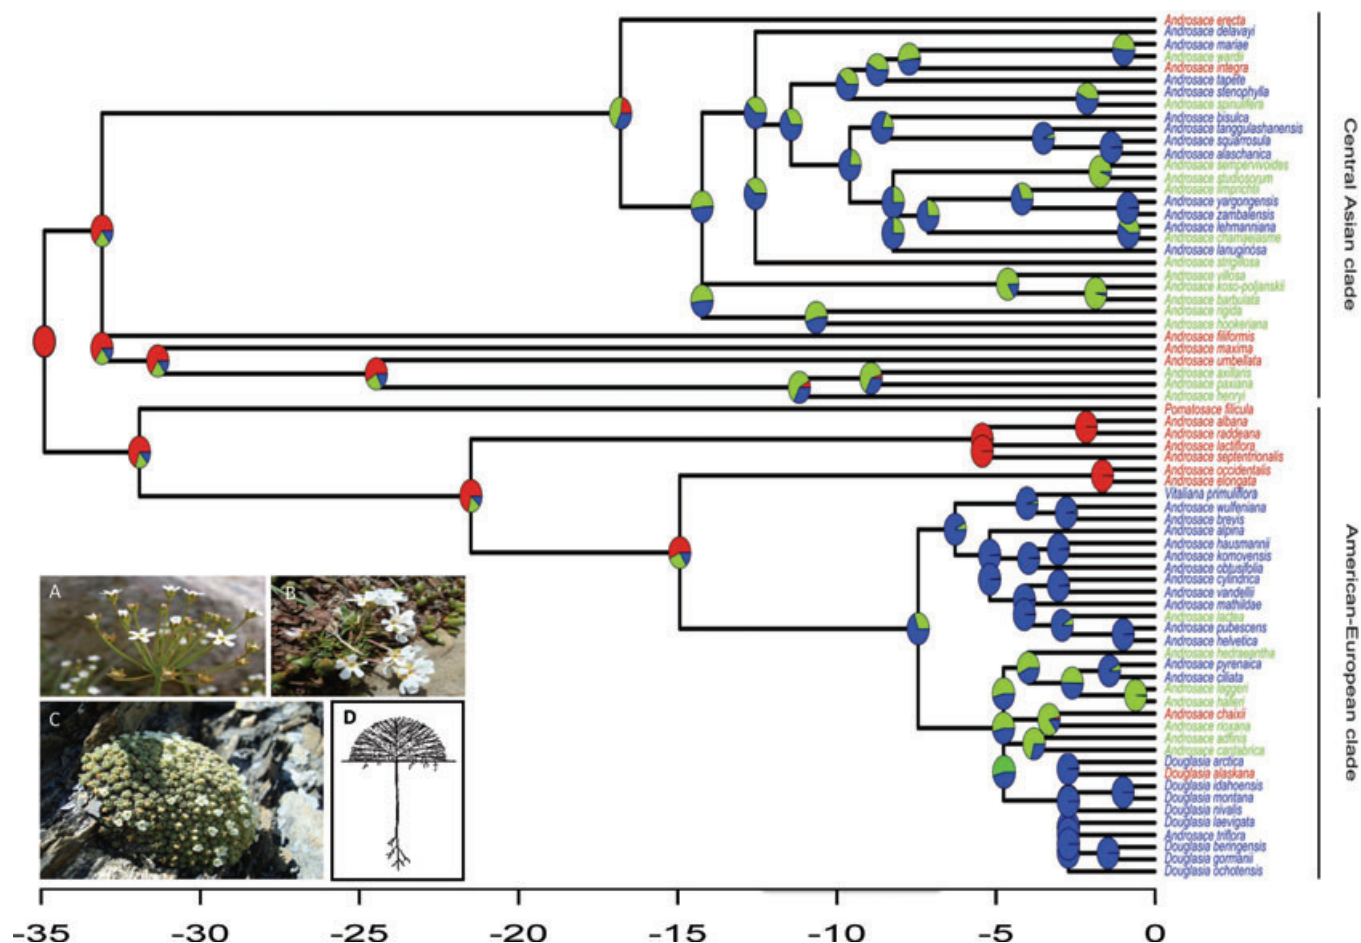 Androsace erecta
Androsace delavayi
Androsace mariae
Androsace wardii
Androsace integra
Androsace tapete
Androsace stenophylla
Androsace spinulifera
Androsace bisulca
Androsace tanggulashanensis
Androsace squarrosula
Androsace alaschanica
Androsace sempervivoides
Androsace studiosorum
Androsace limprichtii
Androsace yargongensis
Androsace zambalensis
Androsace lehmanniana
Androsace chamaejasme
Androsace lanuginosa
Androsace strigillosa
Androsace villosa
Androsace koso-poljanskii
Androsace barbulata
Androsace rigida
Androsace hookeriana
Androsace filiformis
Androsace maxima
Androsace umbellata
Androsace axillaris
Androsace paxiana
Androsace henryi
Central Asian clade
Pomatosace filicula
Androsace albana
Androsace raddeana
Androsace lactiflora
Androsace septentrionalis
Androsace occidentalis
Androsace elongata
Vitaliana primuliflora
Androsace wulfeniana
Androsace brevis
Androsace alpina
Androsace hausmannii
Androsace komovensis
Androsace obtusifolia
Androsace cylindrica
Androsace vandellii
Androsace mathildae
Androsace lactea
Androsace pubescens
Androsace helvetica
Androsace hedraeantha
Androsace pyrenaica
Androsace ciliata
Androsace laggeri
Androsace halleri
Androsace chaixii
Androsace rioxana
Androsace adfinis
Androsace cantabrica
Douglasia arctica
Douglasia alaskana
Douglasia idahoensis
Douglasia montana
Douglasia nivalis
Douglasia laevigata
Androsace triflora
Douglasia beringensis
Douglasia gormanii
Douglasia ochotensis
American-European clade
A
B
C
D
-35 -30 -25 -20 -15 -10 -5 0